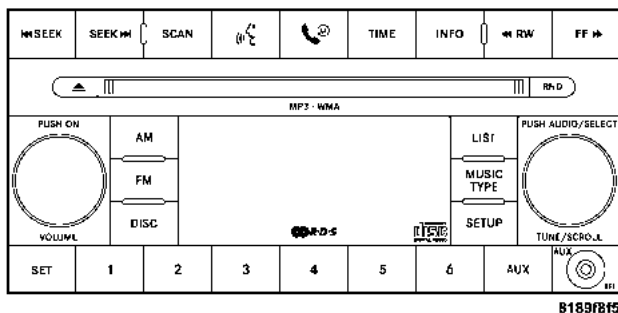 SEEK SEEK SCAN TIME INFO RW FF
RND
MP3 · WMA
PUSH ON
PUSH AUDIO/SELECT
AM
LIST
FM
MUSIC
TYPE
DISC
SETUP
VOLUME
RDS
disc
TUNE/SCROLL
SET 1 2 3 4 5 6 AUX
AUX
8189f8f5